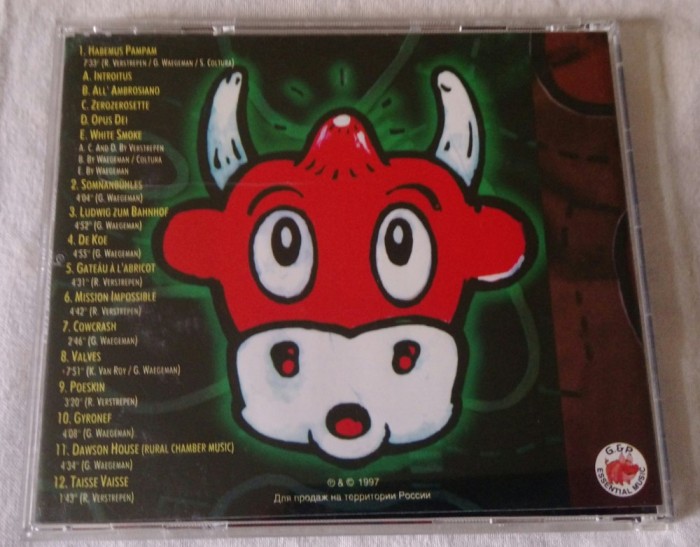 1. Habemus Pampam
7'33" (R. Verstrepen / G. Waegeman / S. Coltura)
A. Introitus
B. All' Ambrosiano
C. Zerozerosette
D. Opus Dei
E. White Smoke
A. C. and D. by Verstrepen
B. by Waegeman / Coltura
E. by Waegeman
2. Somnanbühles
4'04" (G. Waegeman)
3. Ludwig zum Bahnhof
4'52" (G. Waegeman)
4. De Koe
4'55" (G. Waegeman)
5. Gateâu à l'abricot
4'31" (R. Verstrepen)
6. Mission Impossible
4'42" (R. Verstrepen)
7. Cowcrash
2'46" (G. Waegeman)
8. Valves
7'51" (K. Van Roy / G. Waegeman)
9. Poeskin
3'20" (R. Verstrepen)
10. Gyronef
4'08" (G. Waegeman)
11. Dawson House (rural chamber music)
4'34" (G. Waegeman)
12. Taisse Vaisse
1'43" (R. Verstrepen)
℗ & © 1997
Для продаж на территории России
G&P
ESSENTIAL MUSIC